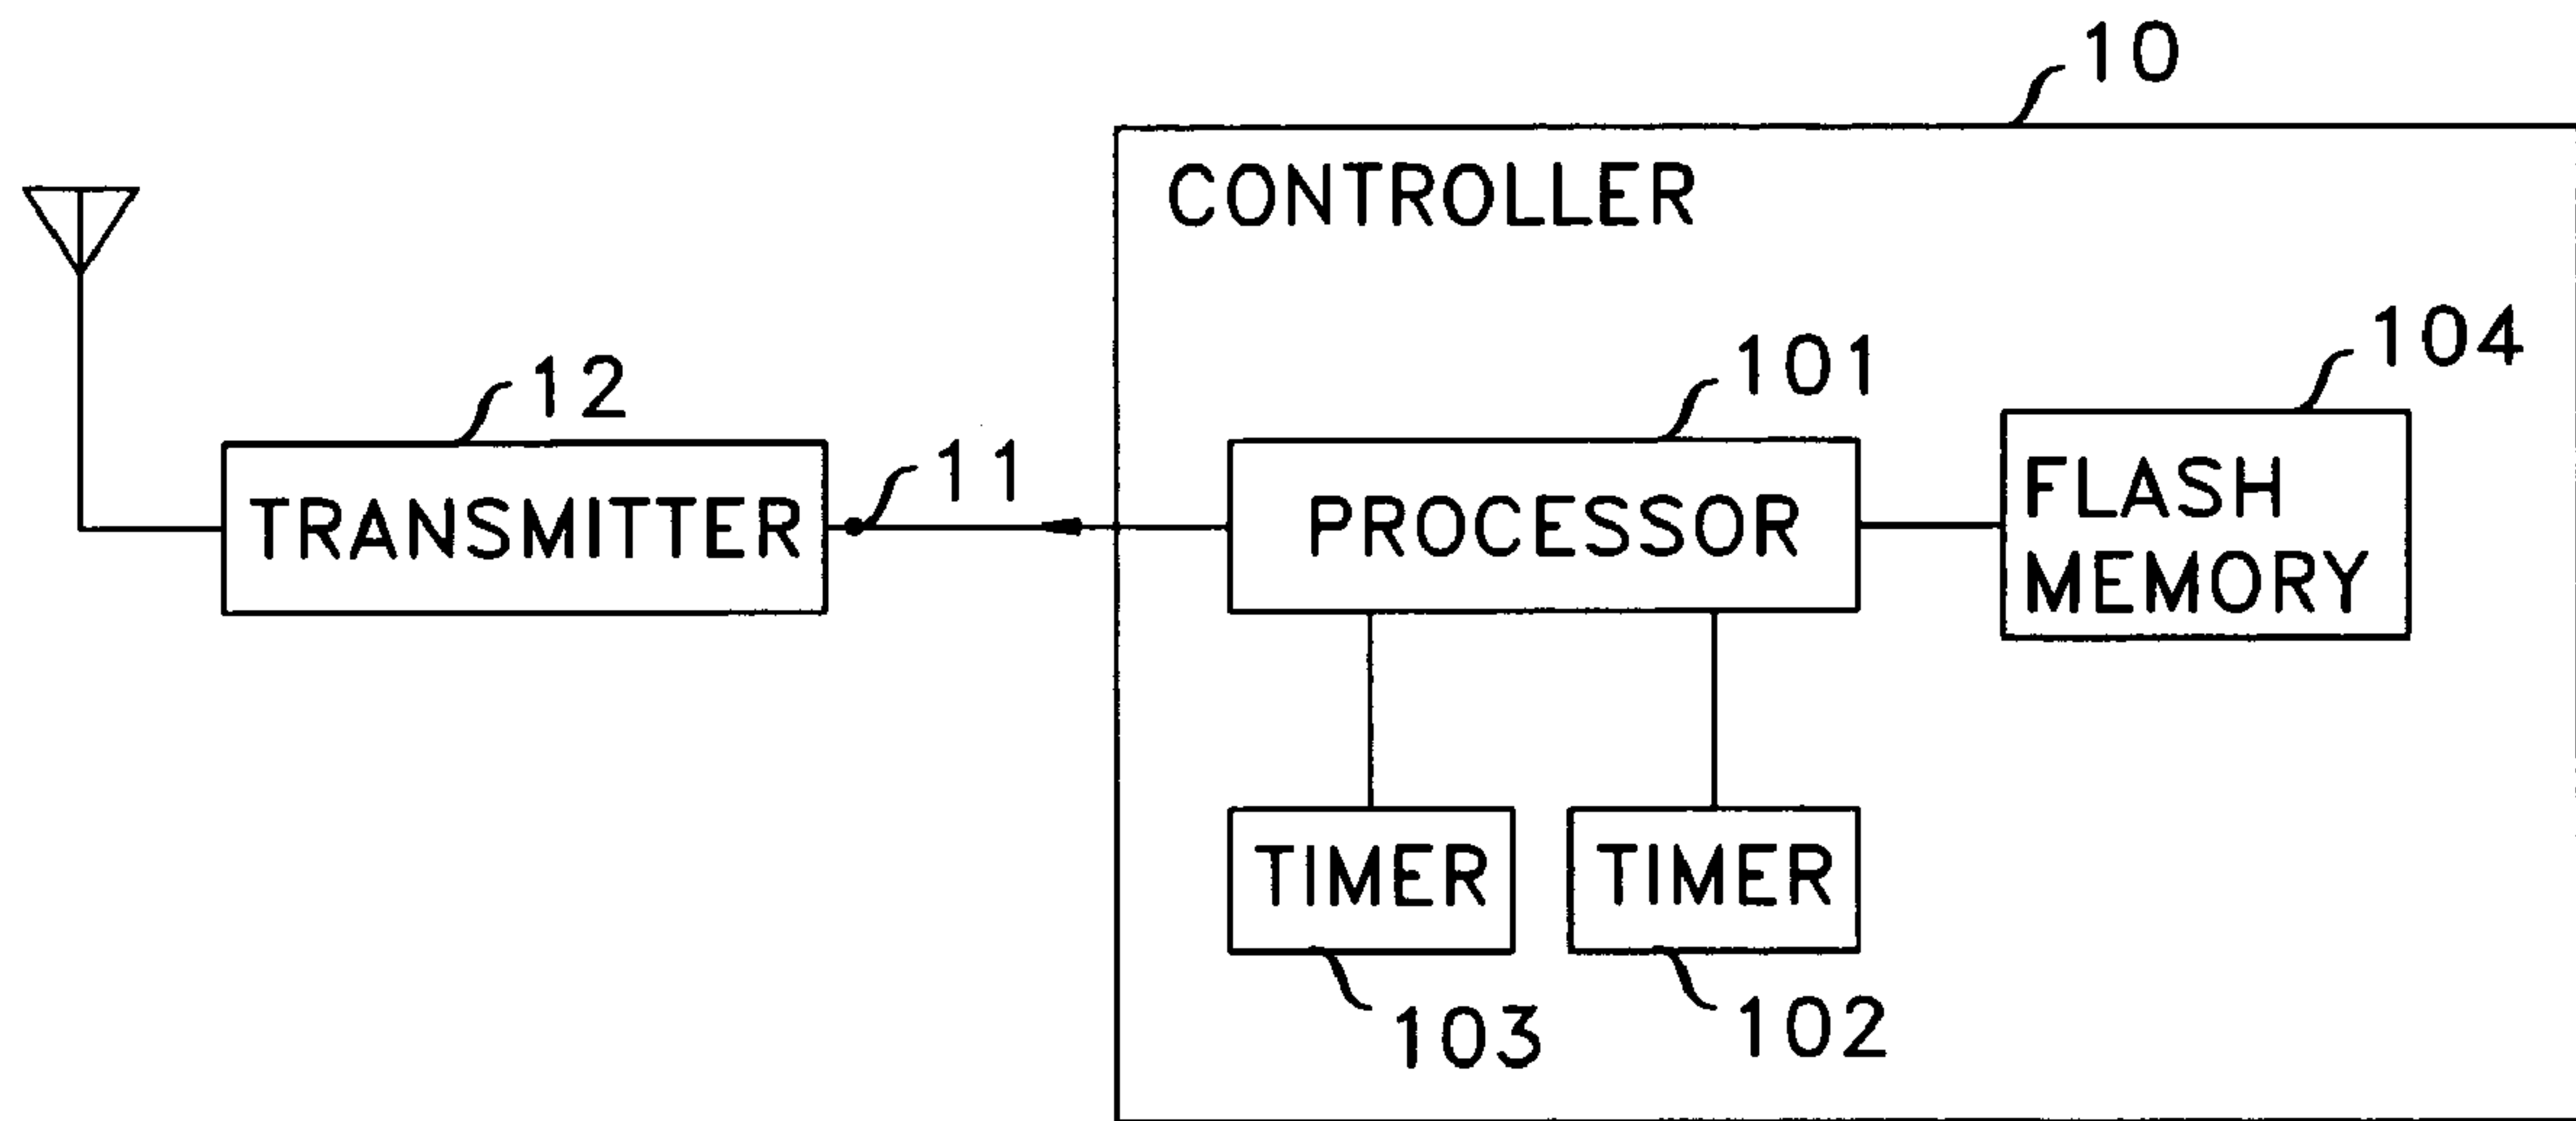 10
CONTROLLER
12
TRANSMITTER
11
101
PROCESSOR
104
FLASH
MEMORY
TIMER
103
TIMER
102